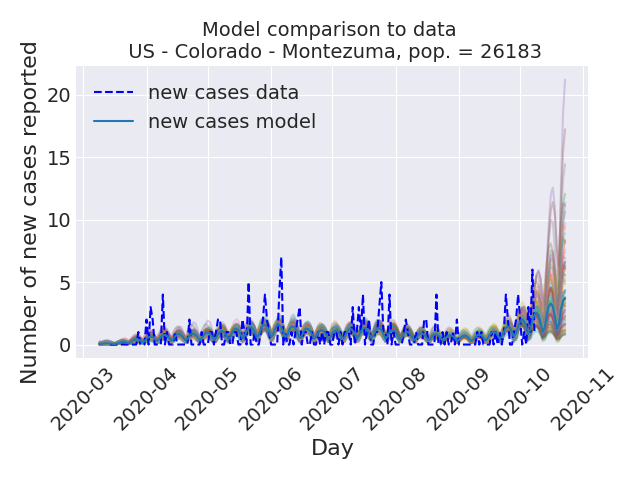 Model comparison to data
US - Colorado - Montezuma, pop. = 26183
Number of new cases reported
20
15
10
5
0
new cases data
new cases model
2020-03
2020-04
2020-05
2020-06
2020-07
2020-08
2020-09
2020-10
2020-11
Day